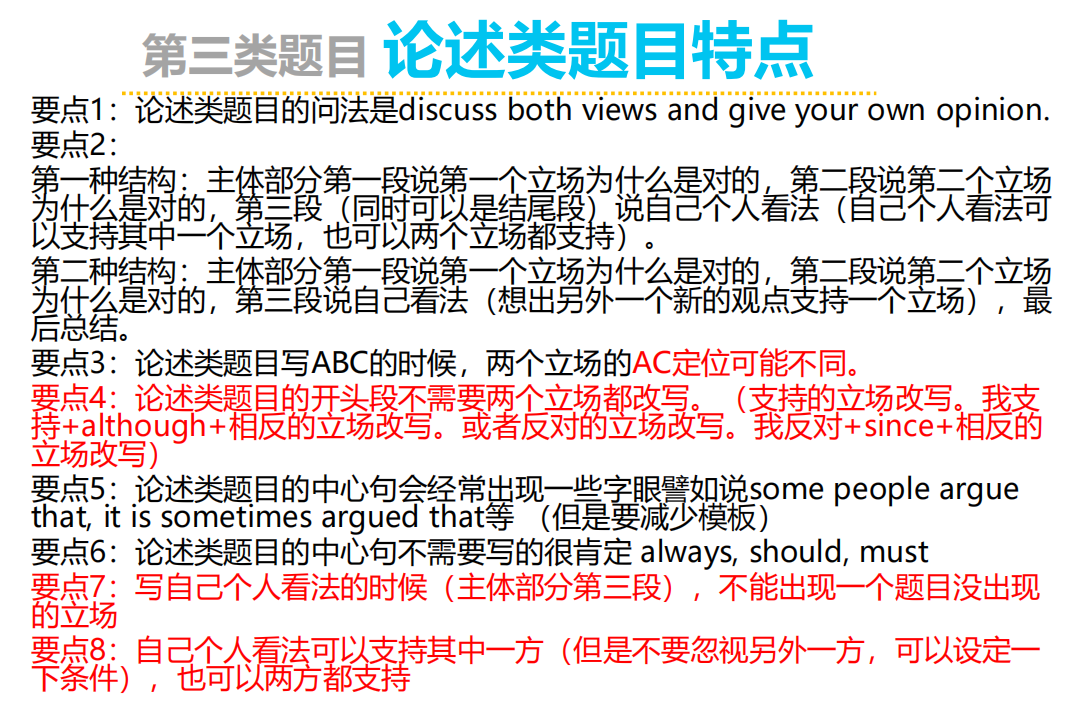 第三类题目 论述类题目特点
要点1：论述类题目的问法是discuss both views and give your own opinion.
要点2：
第一种结构：主体部分第一段说第一个立场为什么是对的，第二段说第二个立场
为什么是对的，第三段（同时可以是结尾段）说自己个人看法（自己个人看法可
以支持其中一个立场，也可以两个立场都支持）。
第二种结构：主体部分第一段说第一个立场为什么是对的，第二段说第二个立场
为什么是对的，第三段说自己看法（想出另外一个新的观点支持一个立场），最
后总结。
要点3：论述类题目写ABC的时候，两个立场的AC定位可能不同。
要点4：论述类题目的开头段不需要两个立场都改写。（支持的立场改写。我支
持+although+相反的立场改写。或者反对的立场改写。我反对+since+相反的
立场改写）
要点5：论述类题目的中心句会经常出现一些字眼譬如说some people argue
that, it is sometimes argued that等 （但是要减少模板）
要点6：论述类题目的中心句不需要写的很肯定 always, should, must
要点7：写自己个人看法的时候（主体部分第三段），不能出现一个题目没出现
的立场
要点8：自己个人看法可以支持其中一方（但是不要忽视另外一方，可以设定一
下条件），也可以两方都支持